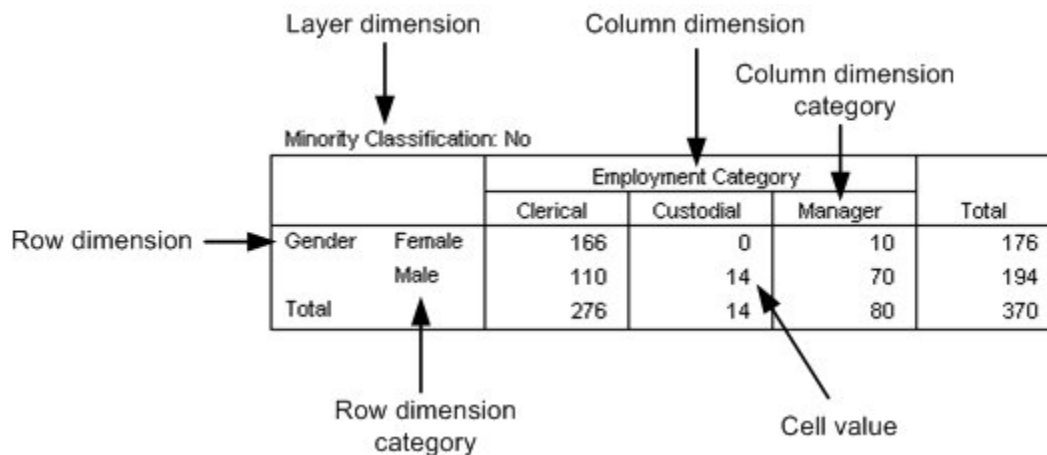 Layer dimension
Column dimension
Column dimension
category
Minority Classification: No
Employment Category
Clerical Custodial Manager Total
Row dimension
Gender Female 166 0 10 176
Male 110 14 70 194
Total 276 14 80 370
Row dimension
category
Cell value